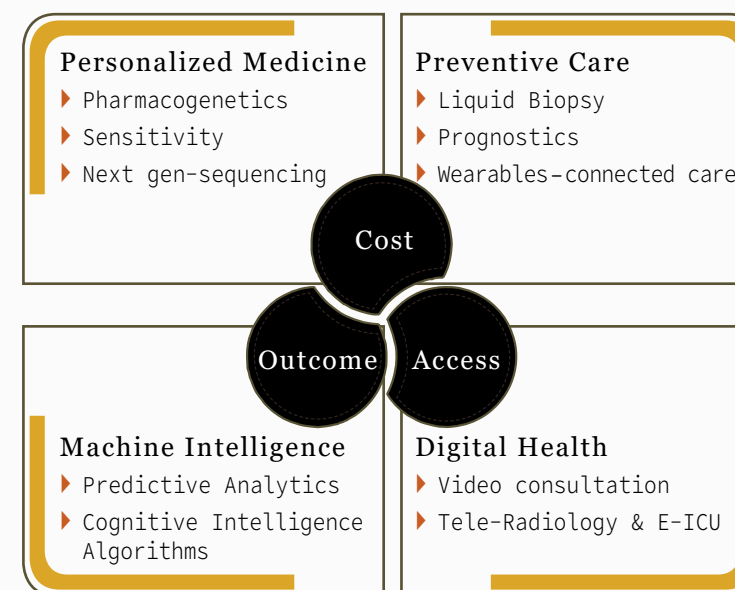 Personalized Medicine
Pharmacogenetics
Sensitivity
Next gen-sequencing
Preventive Care
Liquid Biopsy
Prognostics
Wearables-connected care
Cost
Outcome
Access
Machine Intelligence
Predictive Analytics
Cognitive Intelligence
Algorithms
Digital Health
Video consultation
Tele-Radiology & E-ICU